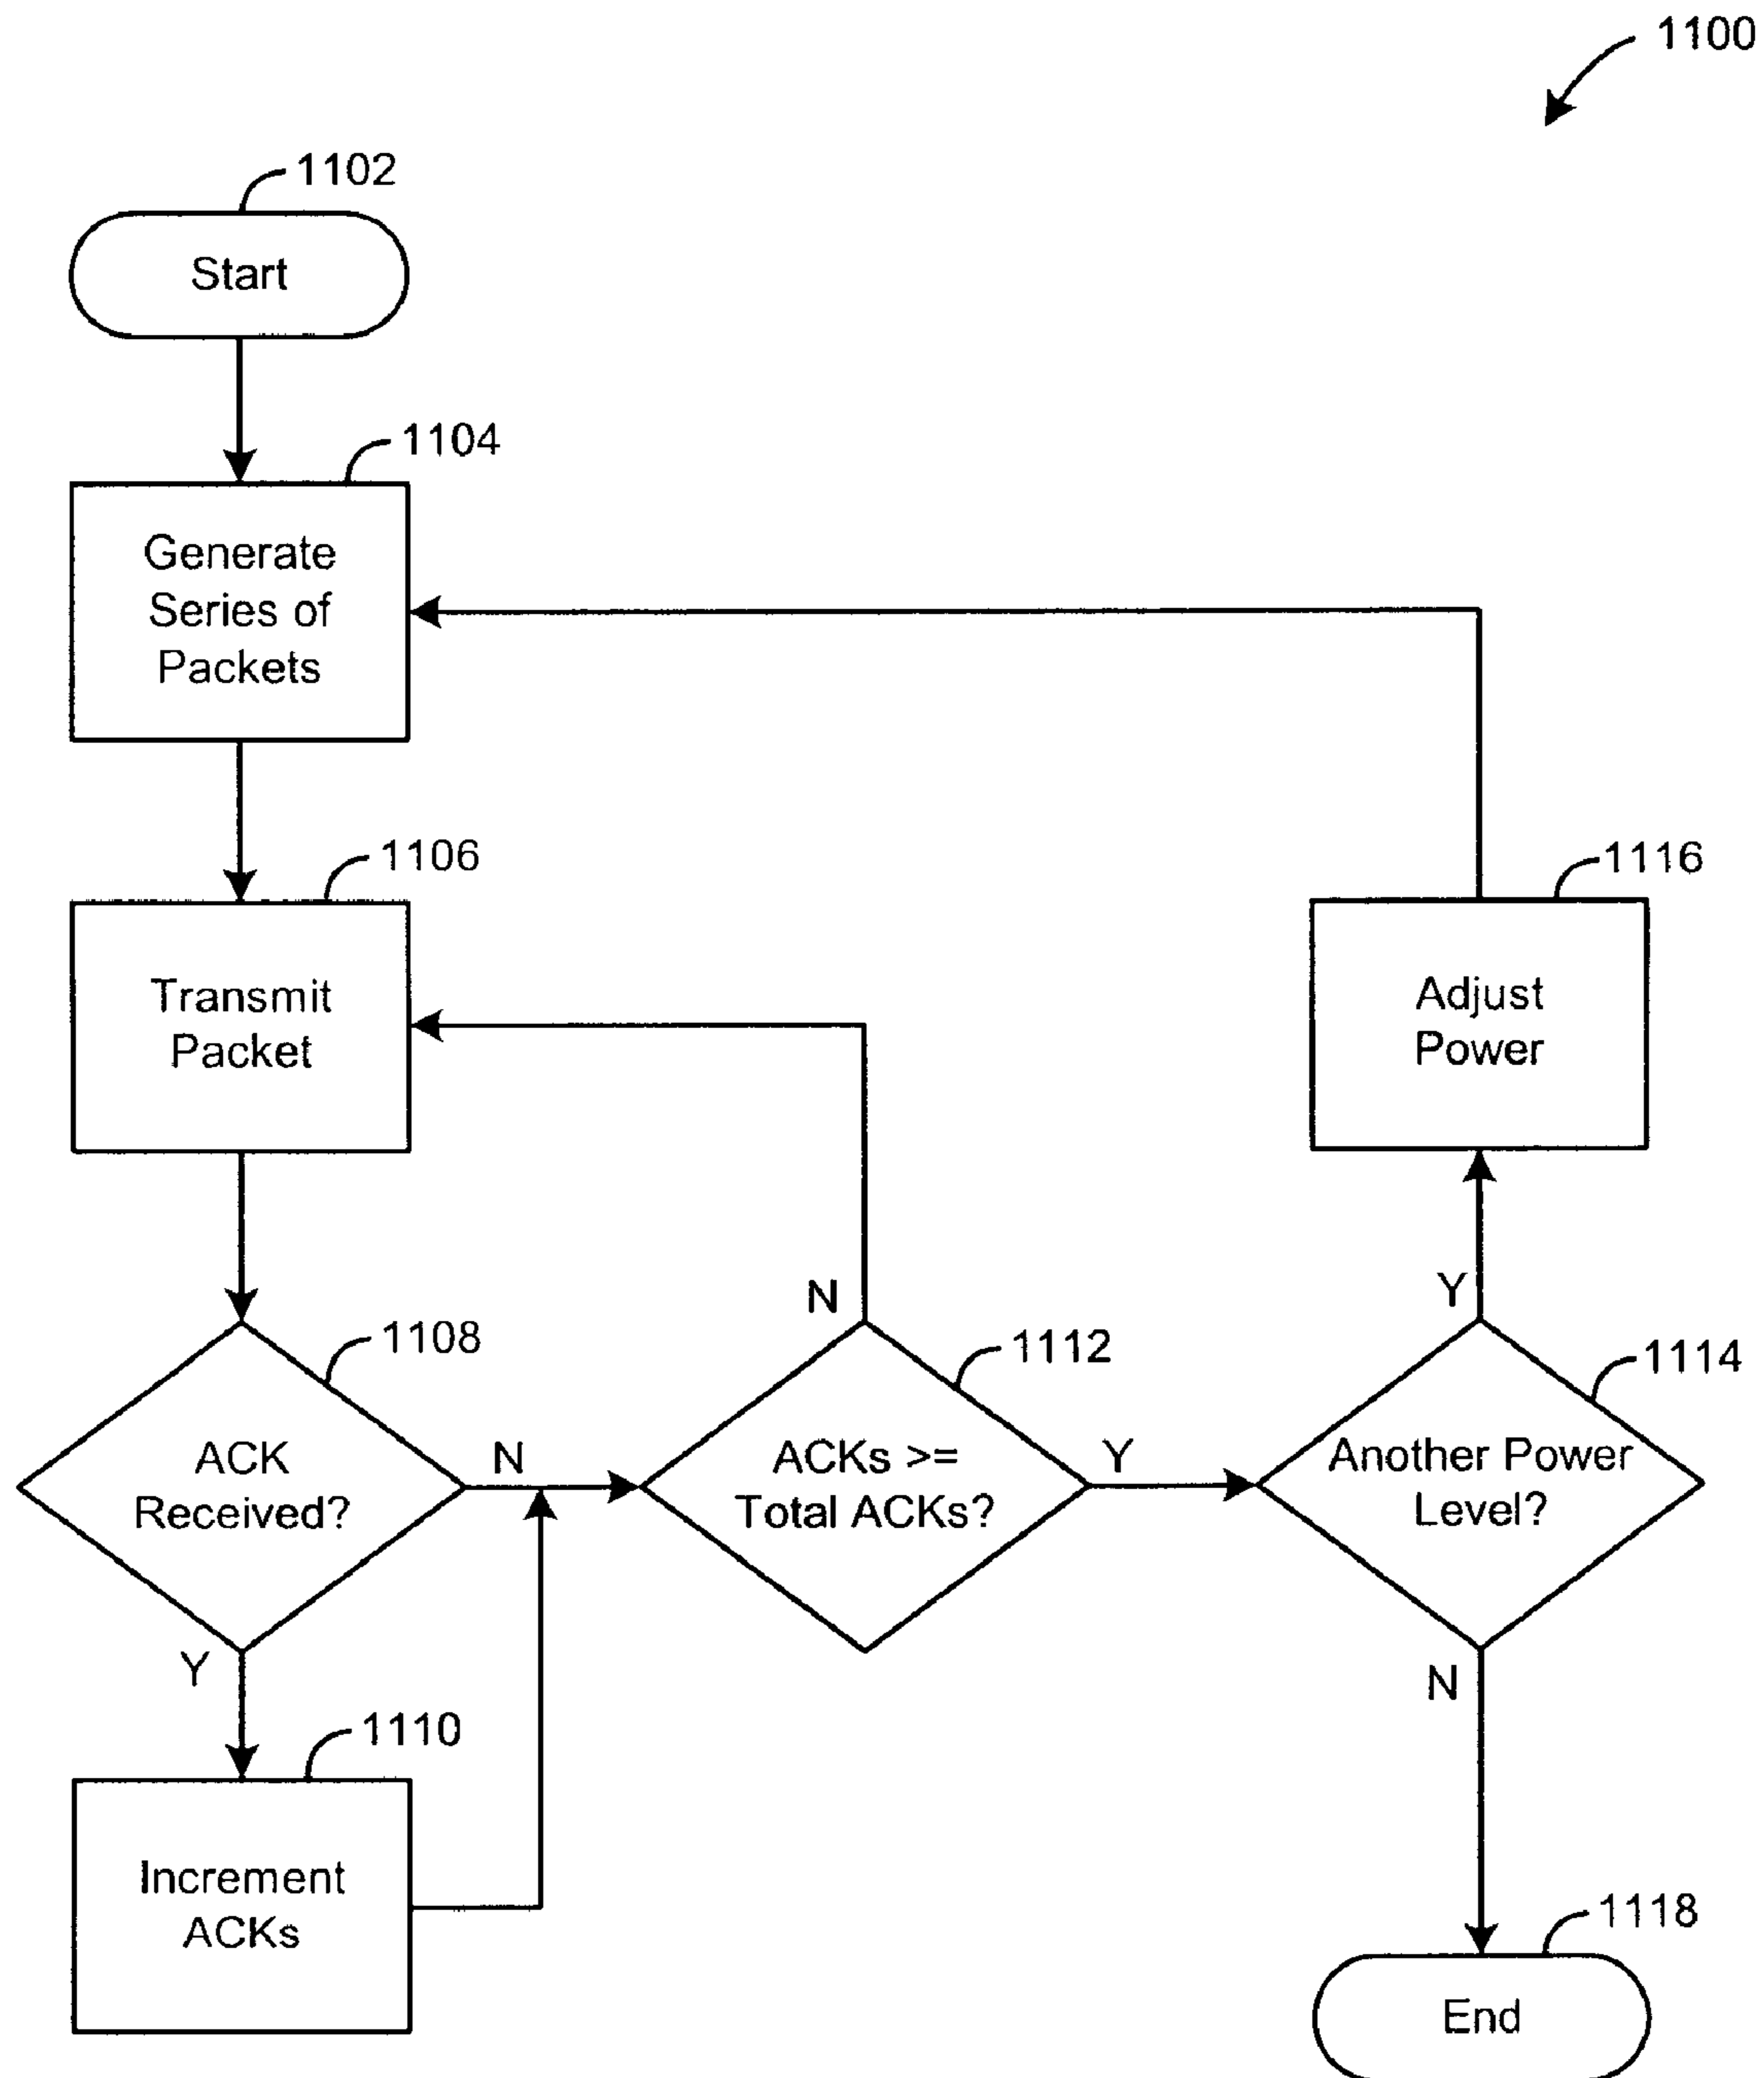 1100
1102
Start
1104
Generate
Series of
Packets
1106
Transmit
Packet
1116
Adjust
Power
1108
ACK
Received?
N
Y
1112
ACKs >=
Total ACKs?
N
Y
1114
Another Power
Level?
Y
N
1110
Increment
ACKs
1118
End